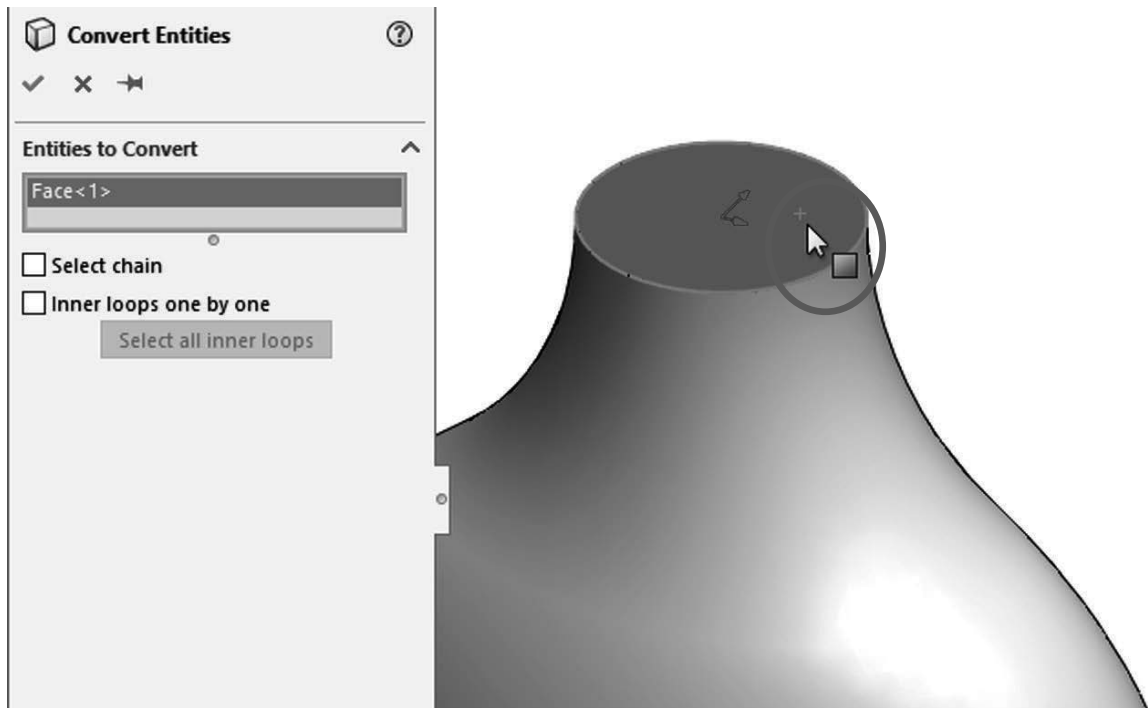 Convert Entities
Entities to Convert
Face<1>
Select chain
Inner loops one by one
Select all inner loops